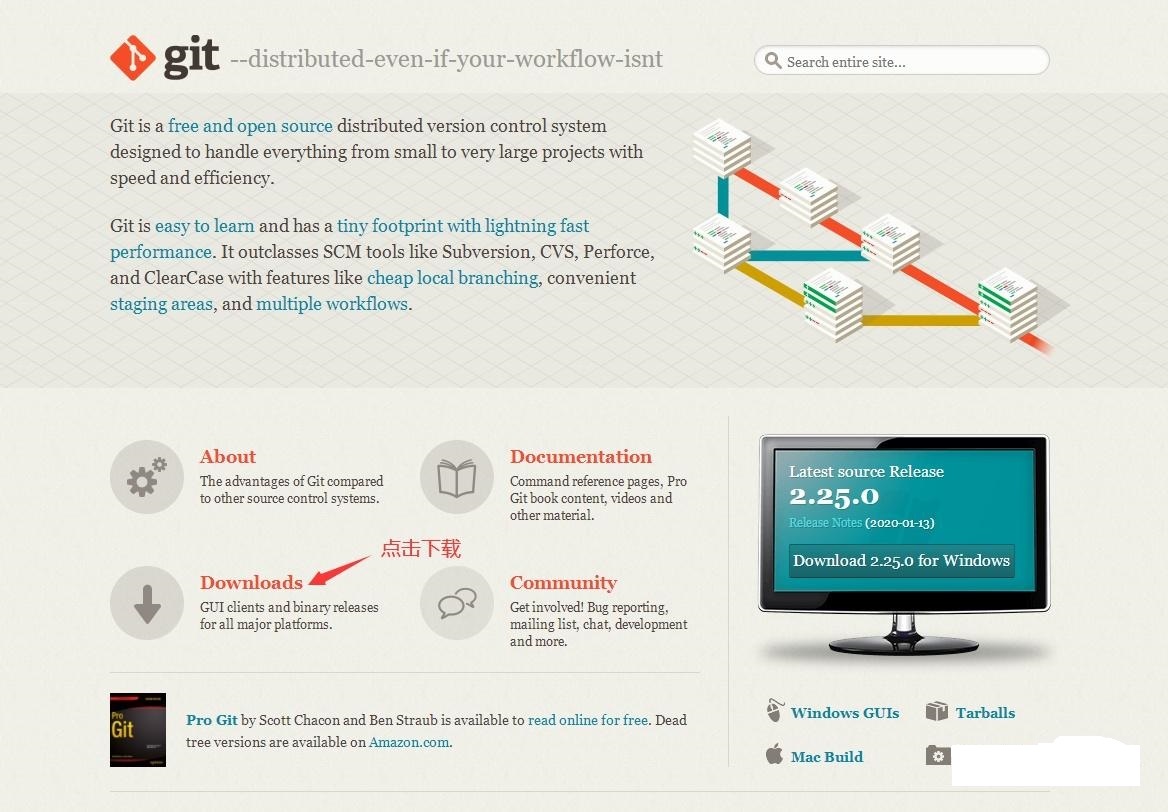 git --distributed-even-if-your-workflow-isnt
Search entire site...
Git is a free and open source distributed version control system
designed to handle everything from small to very large projects with
speed and efficiency.
Git is easy to learn and has a tiny footprint with lightning fast
performance. It outclasses SCM tools like Subversion, CVS, Perforce,
and ClearCase with features like cheap local branching, convenient
staging areas, and multiple workflows.
About
The advantages of Git compared
to other source control systems.
Documentation
Command reference pages, Pro
Git book content, videos and
other material.
点击下载
Downloads
GUI clients and binary releases
for all major platforms.
Community
Get involved! Bug reporting,
mailing list, chat, development
and more.
Latest source Release
2.25.0
Release Notes (2020-01-13)
Download 2.25.0 for Windows
Pro
Git
Pro Git by Scott Chacon and Ben Straub is available to read online for free. Dead
tree versions are available on Amazon.com.
Windows GUIs
Tarballs
Mac Build